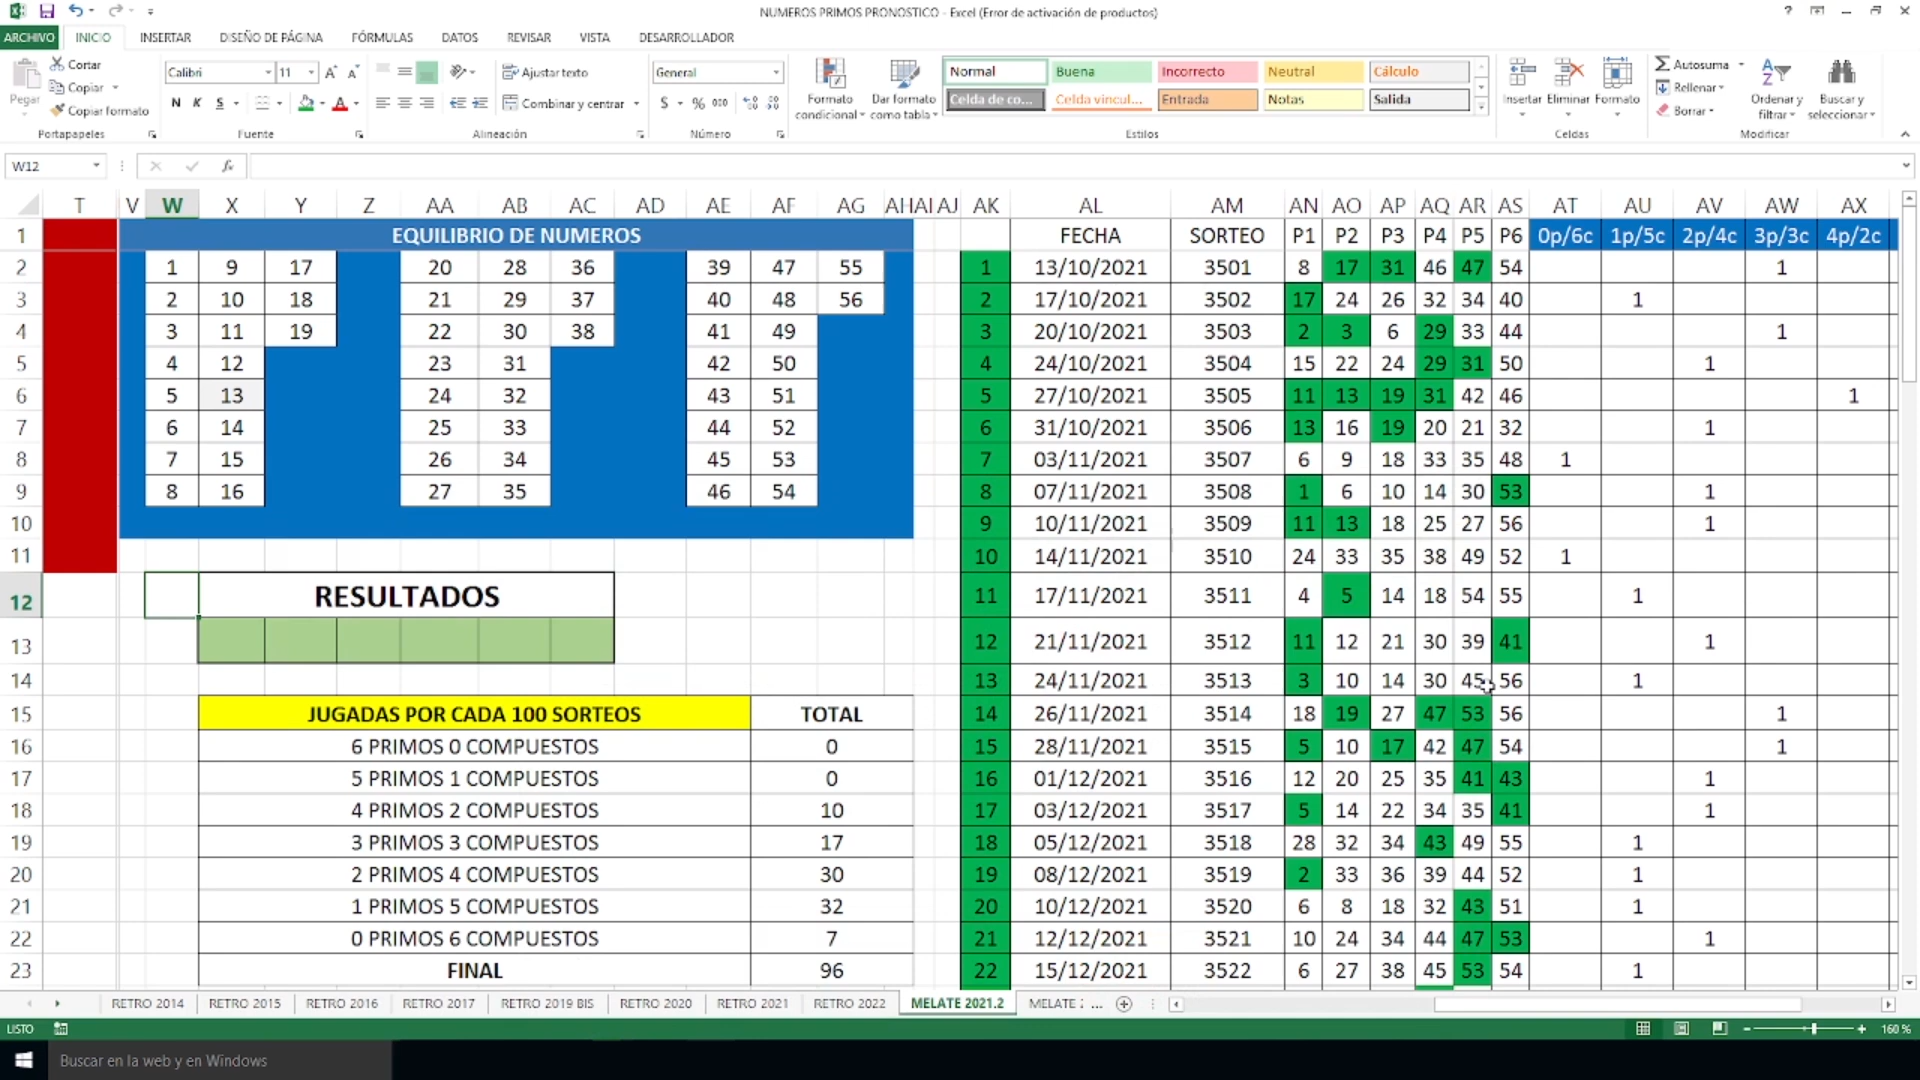 NUMEROS PRIMOS PRONOSTICO - Excel (Error de activación de productos)
ARCHIVO INICIO INSERTAR DISEÑO DE PÁGINA FÓRMULAS DATOS REVISAR VISTA DESARROLLADOR
Pegar Cortar Copiar Copiar formato Portapapeles
Calibri 11 N K S Fuente
Ajustar texto Combinar y centrar Alineación
General $ % 000 Número
Formato condicional Dar formato como tabla
Normal Buena Incorrecto Neutral Cálculo
Celda de co... Celda vincul... Entrada Notas Salida
Estilos
Insertar Eliminar Formato Celdas
Autosuma Rellenar Borrar Ordenar y filtrar Buscar y seleccionar Modificar
W12 fx
T V W X Y Z AA AB AC AD AE AF AG AH AI AJ AK AL AM AN AO AP AQ AR AS AT AU AV AW AX
1 EQUILIBRIO DE NUMEROS FECHA SORTEO P1 P2 P3 P4 P5 P6 0p/6c 1p/5c 2p/4c 3p/3c 4p/2c
2 1 9 17 20 28 36 39 47 55 1 13/10/2021 3501 8 17 31 46 47 54 1
3 2 10 18 21 29 37 40 48 56 2 17/10/2021 3502 17 24 26 32 34 40 1
4 3 11 19 22 30 38 41 49 3 20/10/2021 3503 2 3 6 29 33 44 1
5 4 12 23 31 42 50 4 24/10/2021 3504 15 22 24 29 31 50 1
6 5 13 24 32 43 51 5 27/10/2021 3505 11 13 19 31 42 46 1
7 6 14 25 33 44 52 6 31/10/2021 3506 13 16 19 20 21 32 1
8 7 15 26 34 45 53 7 03/11/2021 3507 6 9 18 33 35 48 1
9 8 16 27 35 46 54 8 07/11/2021 3508 1 6 10 14 30 53 1
10 9 10/11/2021 3509 11 13 18 25 27 56 1
11 10 14/11/2021 3510 24 33 35 38 49 52 1
12 RESULTADOS 11 17/11/2021 3511 4 5 14 18 54 55 1
13 12 21/11/2021 3512 11 12 21 30 39 41 1
14 13 24/11/2021 3513 3 10 14 30 45 56 1
15 JUGADAS POR CADA 100 SORTEOS TOTAL 14 26/11/2021 3514 18 19 27 47 53 56 1
16 6 PRIMOS 0 COMPUESTOS 0 15 28/11/2021 3515 5 10 17 42 47 54 1
17 5 PRIMOS 1 COMPUESTOS 0 16 01/12/2021 3516 12 20 25 35 41 43 1
18 4 PRIMOS 2 COMPUESTOS 10 17 03/12/2021 3517 5 14 22 34 35 41 1
19 3 PRIMOS 3 COMPUESTOS 17 18 05/12/2021 3518 28 32 34 43 49 55 1
20 2 PRIMOS 4 COMPUESTOS 30 19 08/12/2021 3519 2 33 36 39 44 52 1
21 1 PRIMOS 5 COMPUESTOS 32 20 10/12/2021 3520 6 8 18 32 43 51 1
22 0 PRIMOS 6 COMPUESTOS 7 21 12/12/2021 3521 10 24 34 44 47 53 1
23 FINAL 96 22 15/12/2021 3522 6 27 38 45 53 54 1
RETRO 2014 RETRO 2015 RETRO 2016 RETRO 2017 RETRO 2019 BIS RETRO 2020 RETRO 2021 RETRO 2022 MELATE 2021.2 MELATE 2 ...
LISTO 160 %
Buscar en la web y en Windows